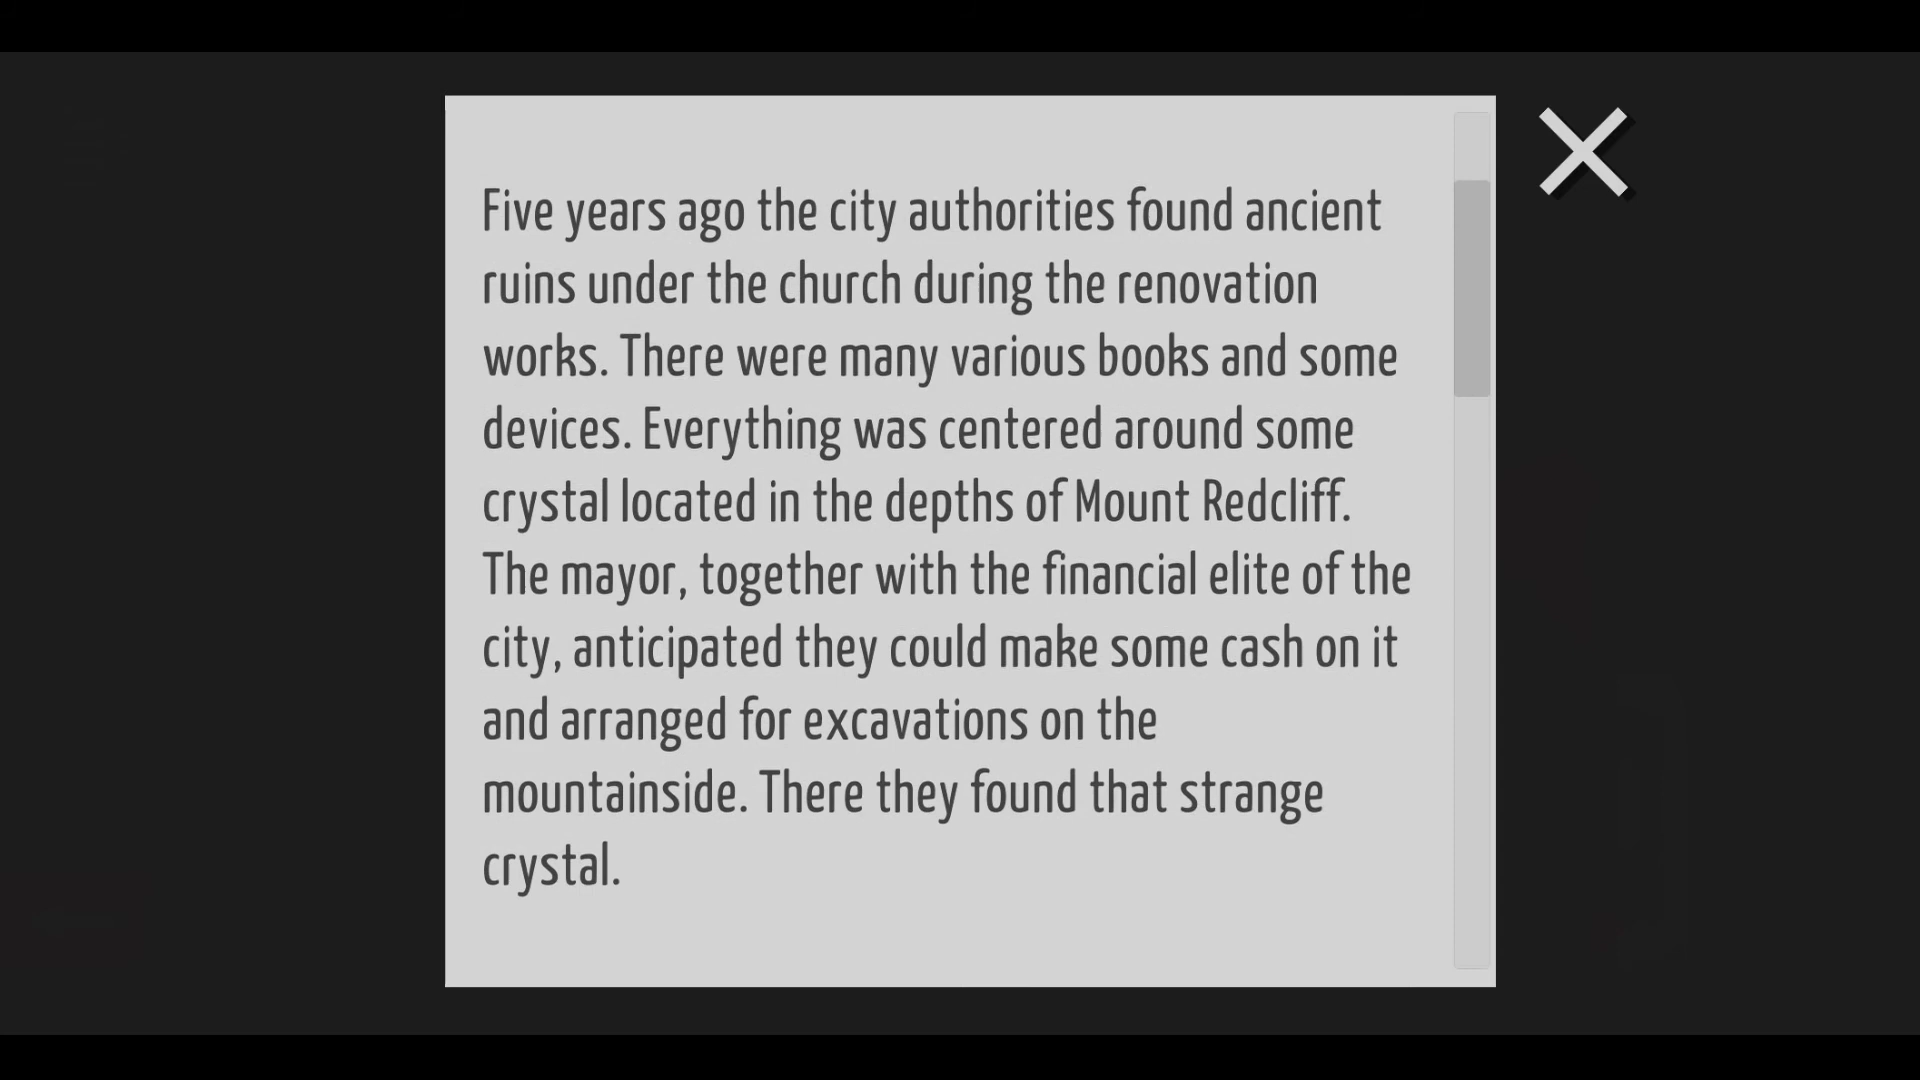 Five years ago the city authorities found ancient
ruins under the church during the renovation
works. There were many various books and some
devices. Everything was centered around some
crystal located in the depths of Mount Redcliff.
The mayor, together with the financial elite of the
city, anticipated they could make some cash on it
and arranged for excavations on the
mountainside. There they found that strange
crystal.